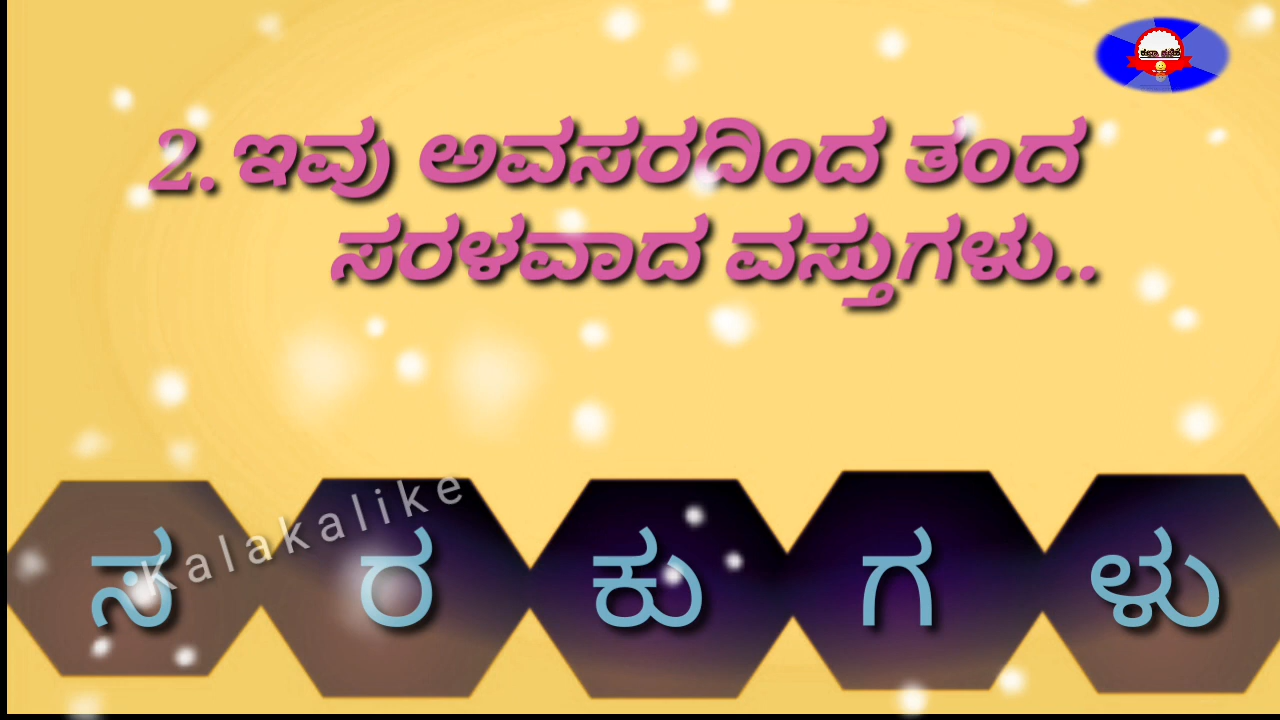 2. ಇವು ಅವಸರದಿಂದ ತಂದ
ಸರಳವಾದ ವಸ್ತುಗಳು..
Kalakalike
ಸ ರ ಕು ಗ ಳು